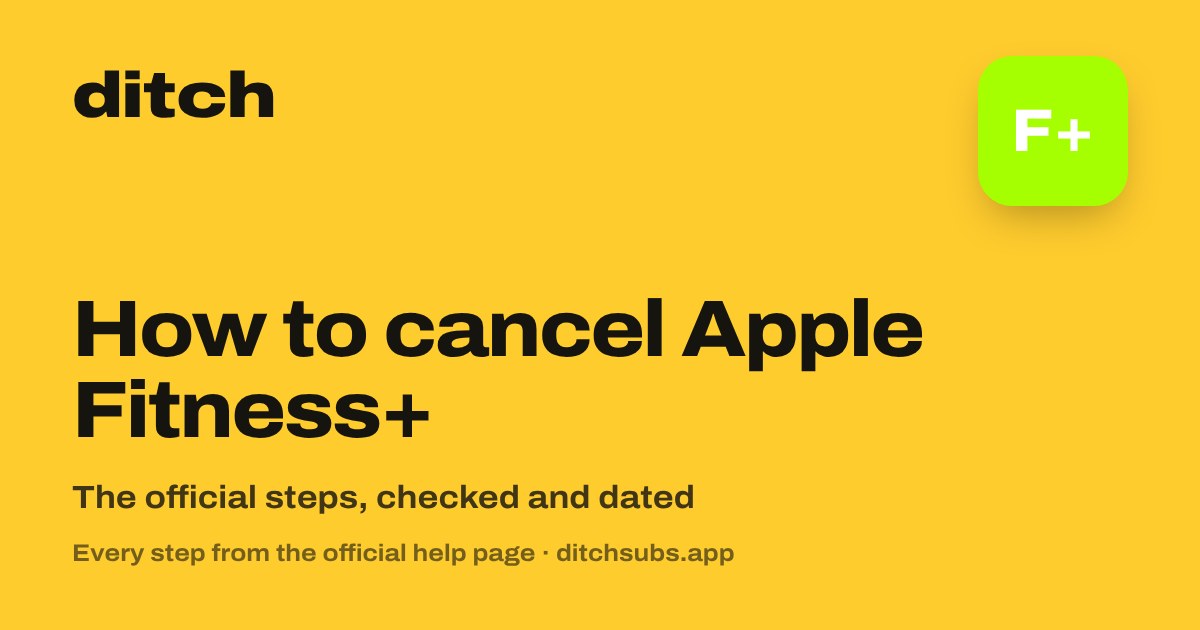 ditch
F+
How to cancel Apple
Fitness+
The official steps, checked and dated
Every step from the official help page · ditchsubs.app